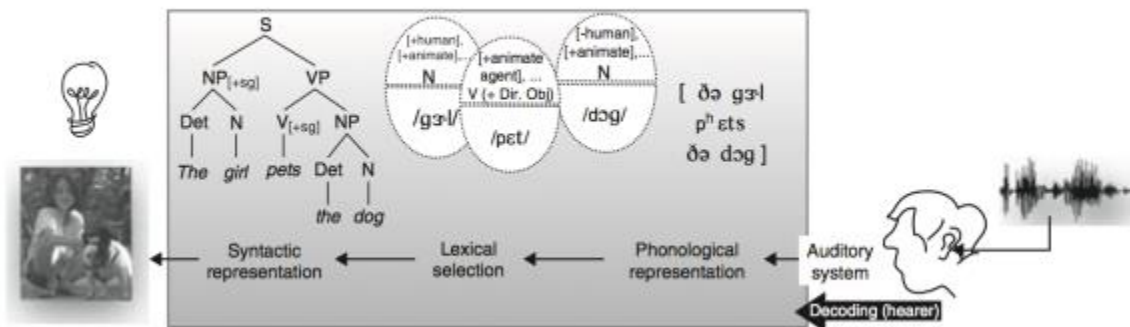 S
NP[+sg] VP
Det N V[+sg] NP
The girl pets Det N
the dog
[+human],
[+animate],...
N
/gɝl/
[+animate
agent], ...
V (+ Dir. Obj)
/pɛt/
[-human],
[+animate],...
N
/dɔg/
[ ðə gɝl
pʰ ɛts
ðə dɔg ]
Syntactic
representation
Lexical
selection
Phonological
representation
Auditory
system
Decoding (hearer)